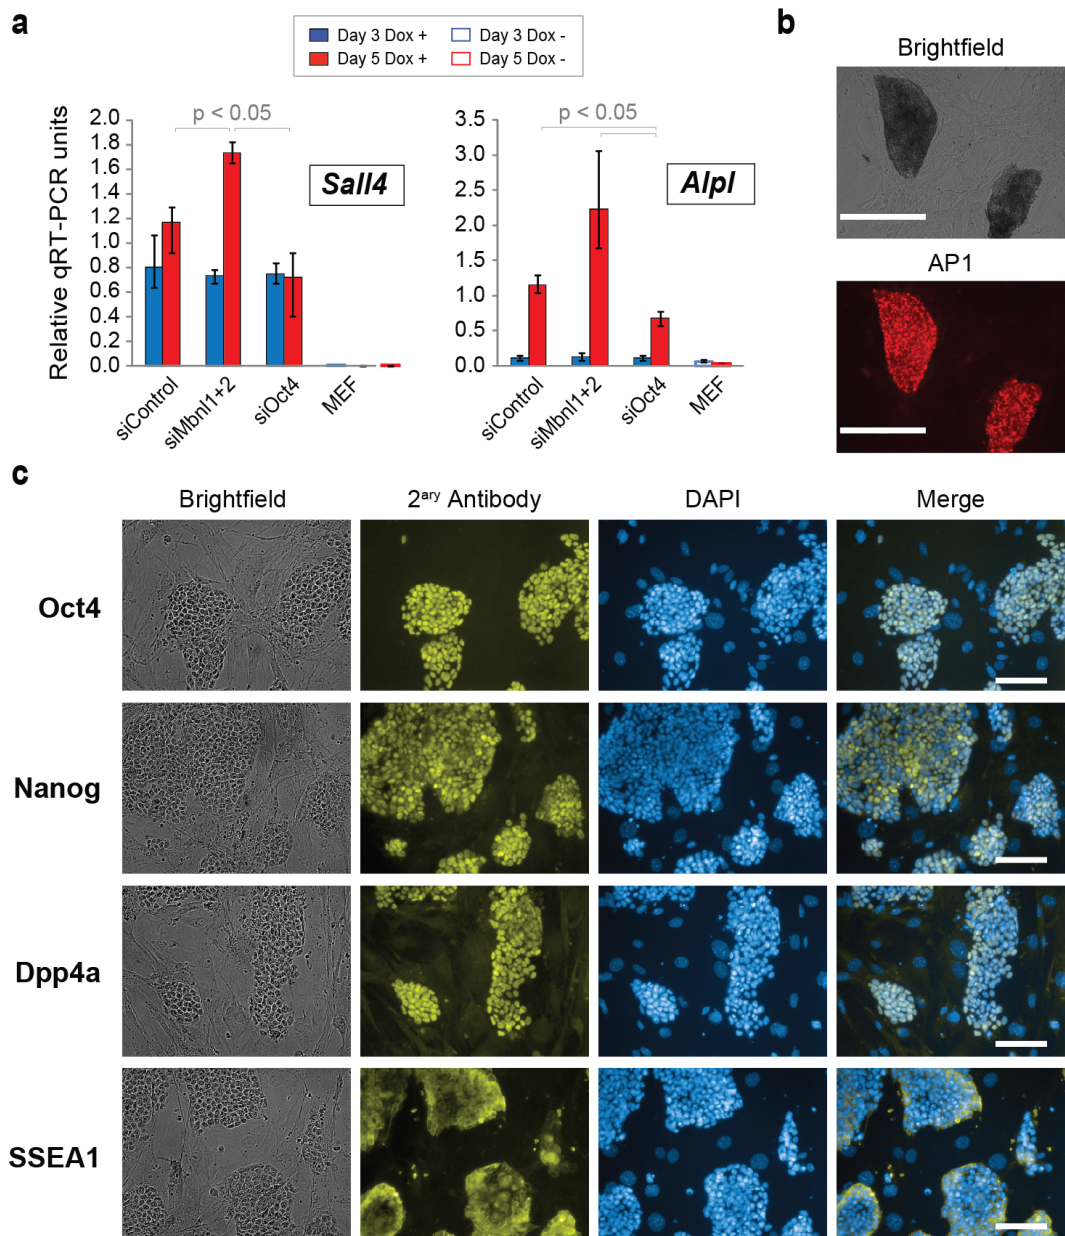 a
Day 3 Dox +
Day 3 Dox -
Day 5 Dox +
Day 5 Dox -
Relative qRT-PCR units
2.0
1.8
1.6
1.4
1.2
1.0
0.8
0.6
0.4
0.2
0.0
p < 0.05
Sall4
siControl
siMbnl1+2
siOct4
MEF
3.5
3.0
2.5
2.0
1.5
1.0
0.5
0.0
p < 0.05
Alpl
siControl
siMbnl1+2
siOct4
MEF
b
Brightfield
AP1
c
Brightfield
2ary Antibody
DAPI
Merge
Oct4
Nanog
Dpp4a
SSEA1